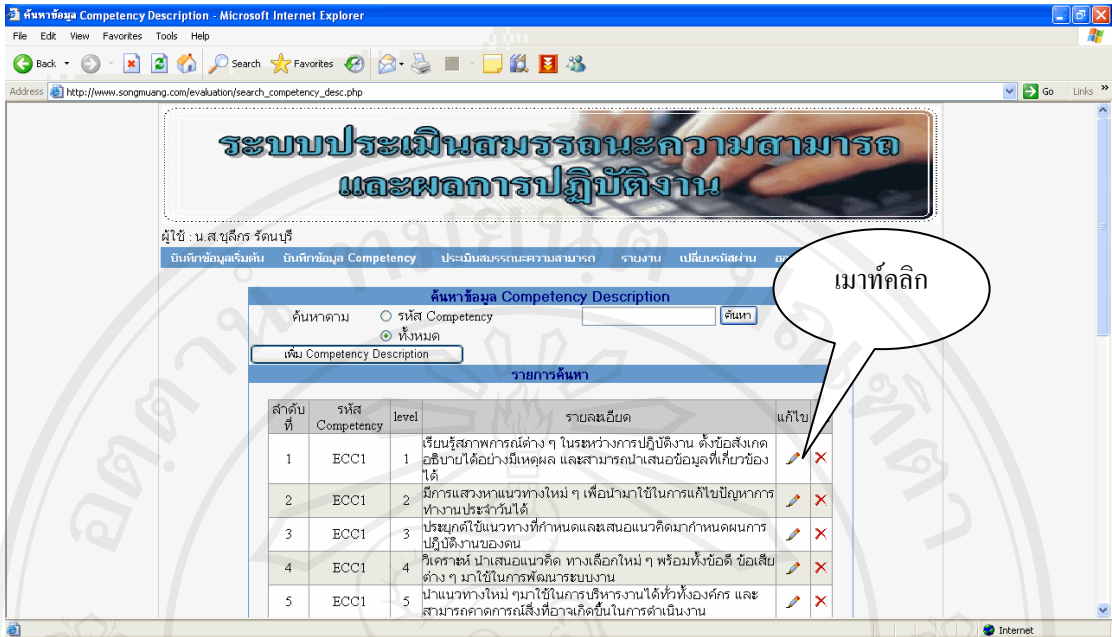 ค้นหาข้อมูล Competency Description - Microsoft Internet Explorer
File Edit View Favorites Tools Help
Back Search Favorites
Address http://www.songmuang.com/evaluation/search_competency_desc.php Go Links »
ระบบประเมินสมรรถนะความสามารถ
และผลการปฏิบัติงาน
ผู้ใช้ : น.ส.ชุลีกร รัตนบุรี
บันทึกข้อมูลเริ่มต้น บันทึกข้อมูล Competency ประเมินสมรรถนะความสามารถ รายงาน เปลี่ยนรหัสผ่าน
เมาท์คลิก
ค้นหาข้อมูล Competency Description
ค้นหาตาม รหัส Competency ค้นหา
ทั้งหมด
เพิ่ม Competency Description
รายการค้นหา
ลำดับ รหัส level รายละเอียด แก้ไข
ที่ Competency
เรียนรู้สภาพการณ์ต่าง ๆ ในระหว่างการปฏิบัติงาน ตั้งข้อสังเกต
1 ECC1 1 อธิบายได้อย่างมีเหตุผล และสามารถนำเสนอข้อมูลที่เกี่ยวข้อง
ได้
2 ECC1 2 มีการแสวงหาแนวทางใหม่ ๆ เพื่อนำมาใช้ในการแก้ไขปัญหาการ
ทำงานประจำวันได้
3 ECC1 3 ประยุกต์ใช้แนวทางที่กำหนดและเสนอแนวคิดมากำหนดผนการ
ปฏิบัติงานของตน
4 ECC1 4 วิเคราะห์ นำเสนอแนวคิด ทางเลือกใหม่ ๆ พร้อมทั้งข้อดี ข้อเสีย
ต่าง ๆ มาใช้ในการพัฒนาระบบงาน
5 ECC1 5 นำแนวทางใหม่ ๆมาใช้ในการบริหารงานได้ทั่วทั้งองค์กร และ
สามารถคาดการณ์สิ่งที่อาจเกิดขึ้นในการดำเนินงาน
Internet